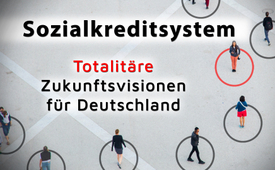 Sozialkreditsystem
Totalitäre
Zukunftsvisionen
für Deutschland